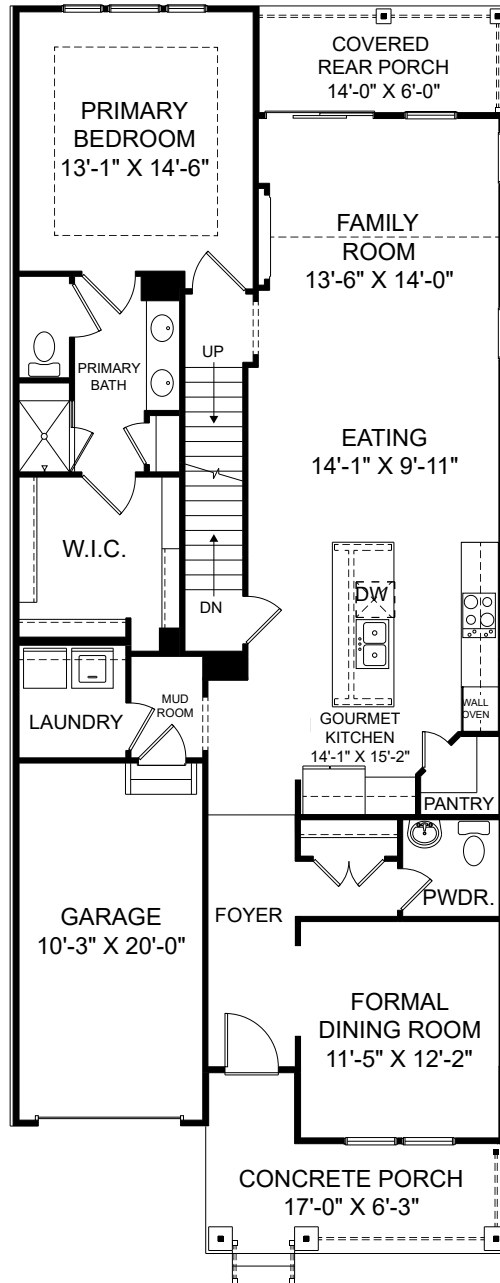 COVERED
REAR PORCH
14'-0" X 6'-0"
PRIMARY
BEDROOM
13'-1" X 14'-6"
FAMILY
ROOM
13'-6" X 14'-0"
UP
PRIMARY
BATH
EATING
14'-1" X 9'-11"
W.I.C.
DN
DW
WALL
OVEN
MUD
ROOM
LAUNDRY
GOURMET
KITCHEN
14'-1" X 15'-2"
PANTRY
PWDR.
GARAGE
10'-3" X 20'-0"
FOYER
FORMAL
DINING ROOM
11'-5" X 12'-2"
CONCRETE PORCH
17'-0" X 6'-3"